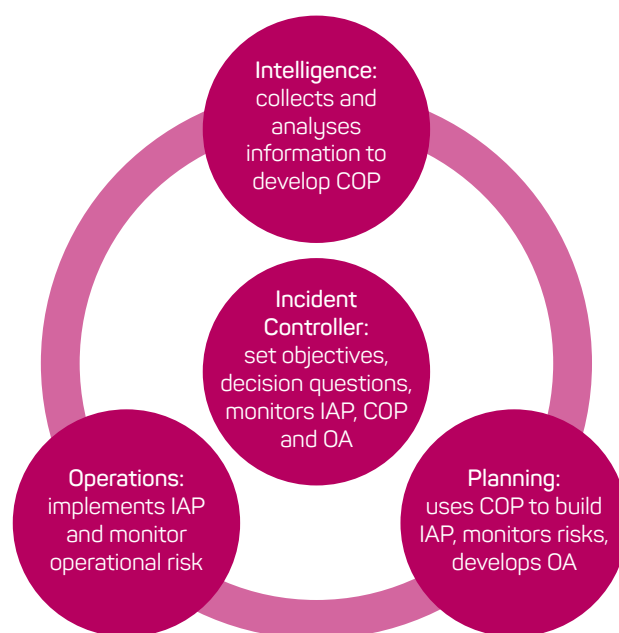 Intelligence:
collects and
analyses
information to
develop COP
Incident
Controller:
set objectives,
decision questions,
monitors IAP, COP
and OA
Operations:
implements IAP
and monitor
operational risk
Planning:
uses COP to build
IAP, monitors risks,
develops OA